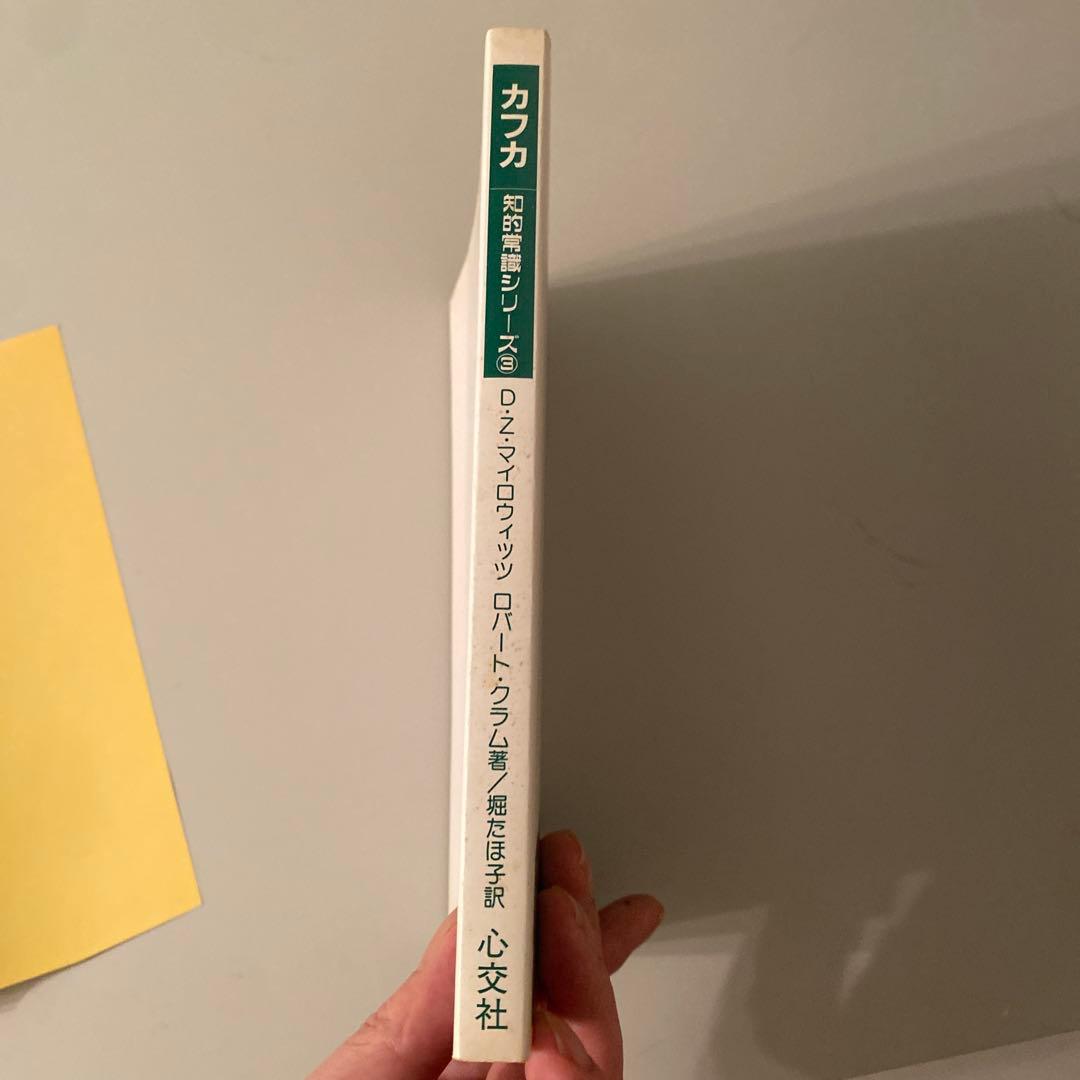 カフカ
知的常識シリーズ③
D・Z・マイロウィッツ ロバート・クラム著／堀たほ子訳
心交社